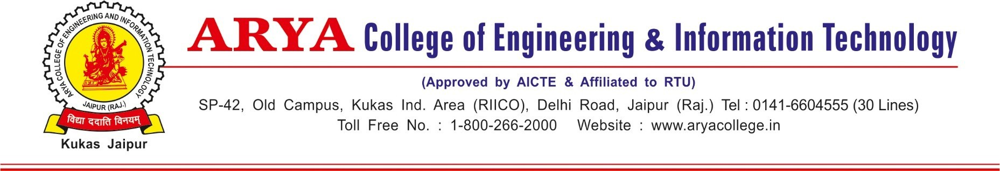 ARYA COLLEGE OF ENGINEERING AND INFORMATION TECHNOLOGY
JAIPUR (RAJ.)
विद्या ददाति विनयम्
Kukas Jaipur
ARYA College of Engineering & Information Technology
(Approved by AICTE & Affiliated to RTU)
SP-42, Old Campus, Kukas Ind. Area (RIICO), Delhi Road, Jaipur (Raj.) Tel : 0141-6604555 (30 Lines)
Toll Free No. : 1-800-266-2000 Website : www.aryacollege.in